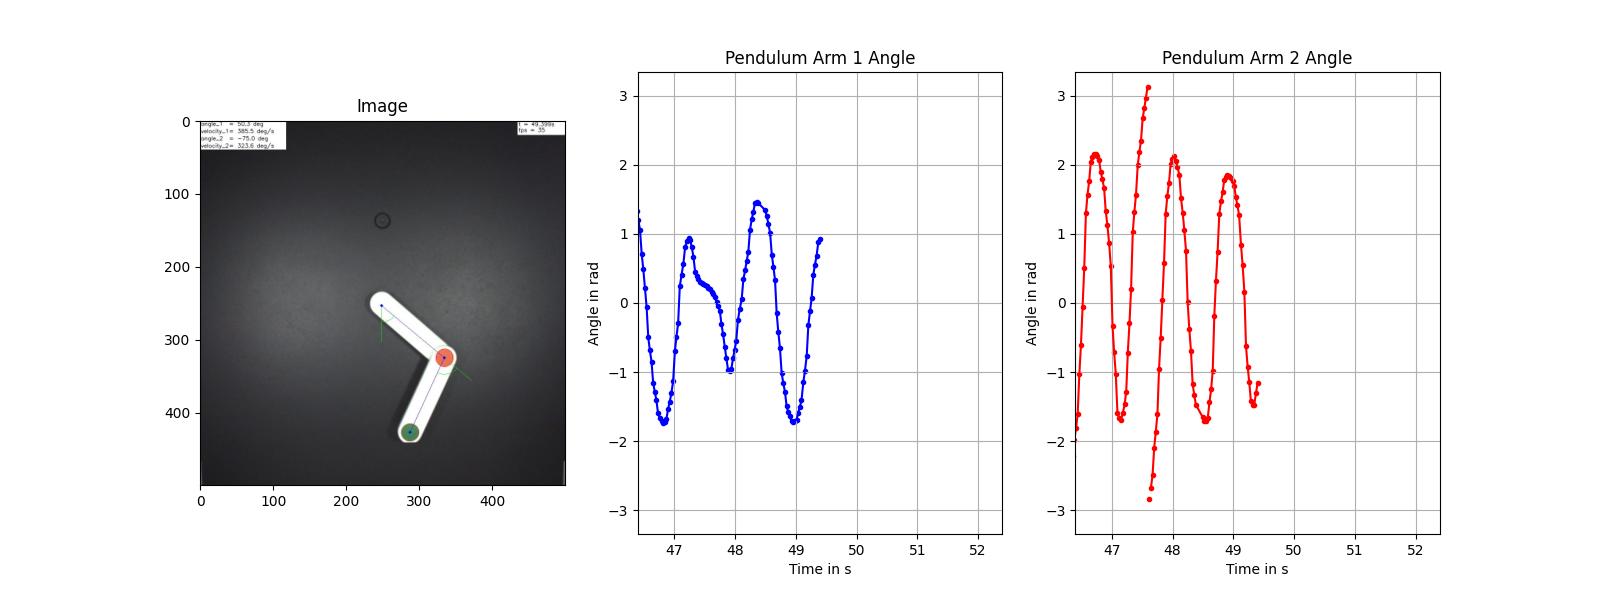 Image
angle_1 = 50.3 deg
velocity_1= 385.5 deg/s
angle_2 = −75.0 deg
velocity_2= 323.6 deg/s
t = 49.399s
fps = 35
0
100
200
300
400
0 100 200 300 400
Pendulum Arm 1 Angle
Angle in rad
3
2
1
0
−1
−2
−3
47 48 49 50 51 52
Time in s
Pendulum Arm 2 Angle
Angle in rad
3
2
1
0
−1
−2
−3
47 48 49 50 51 52
Time in s